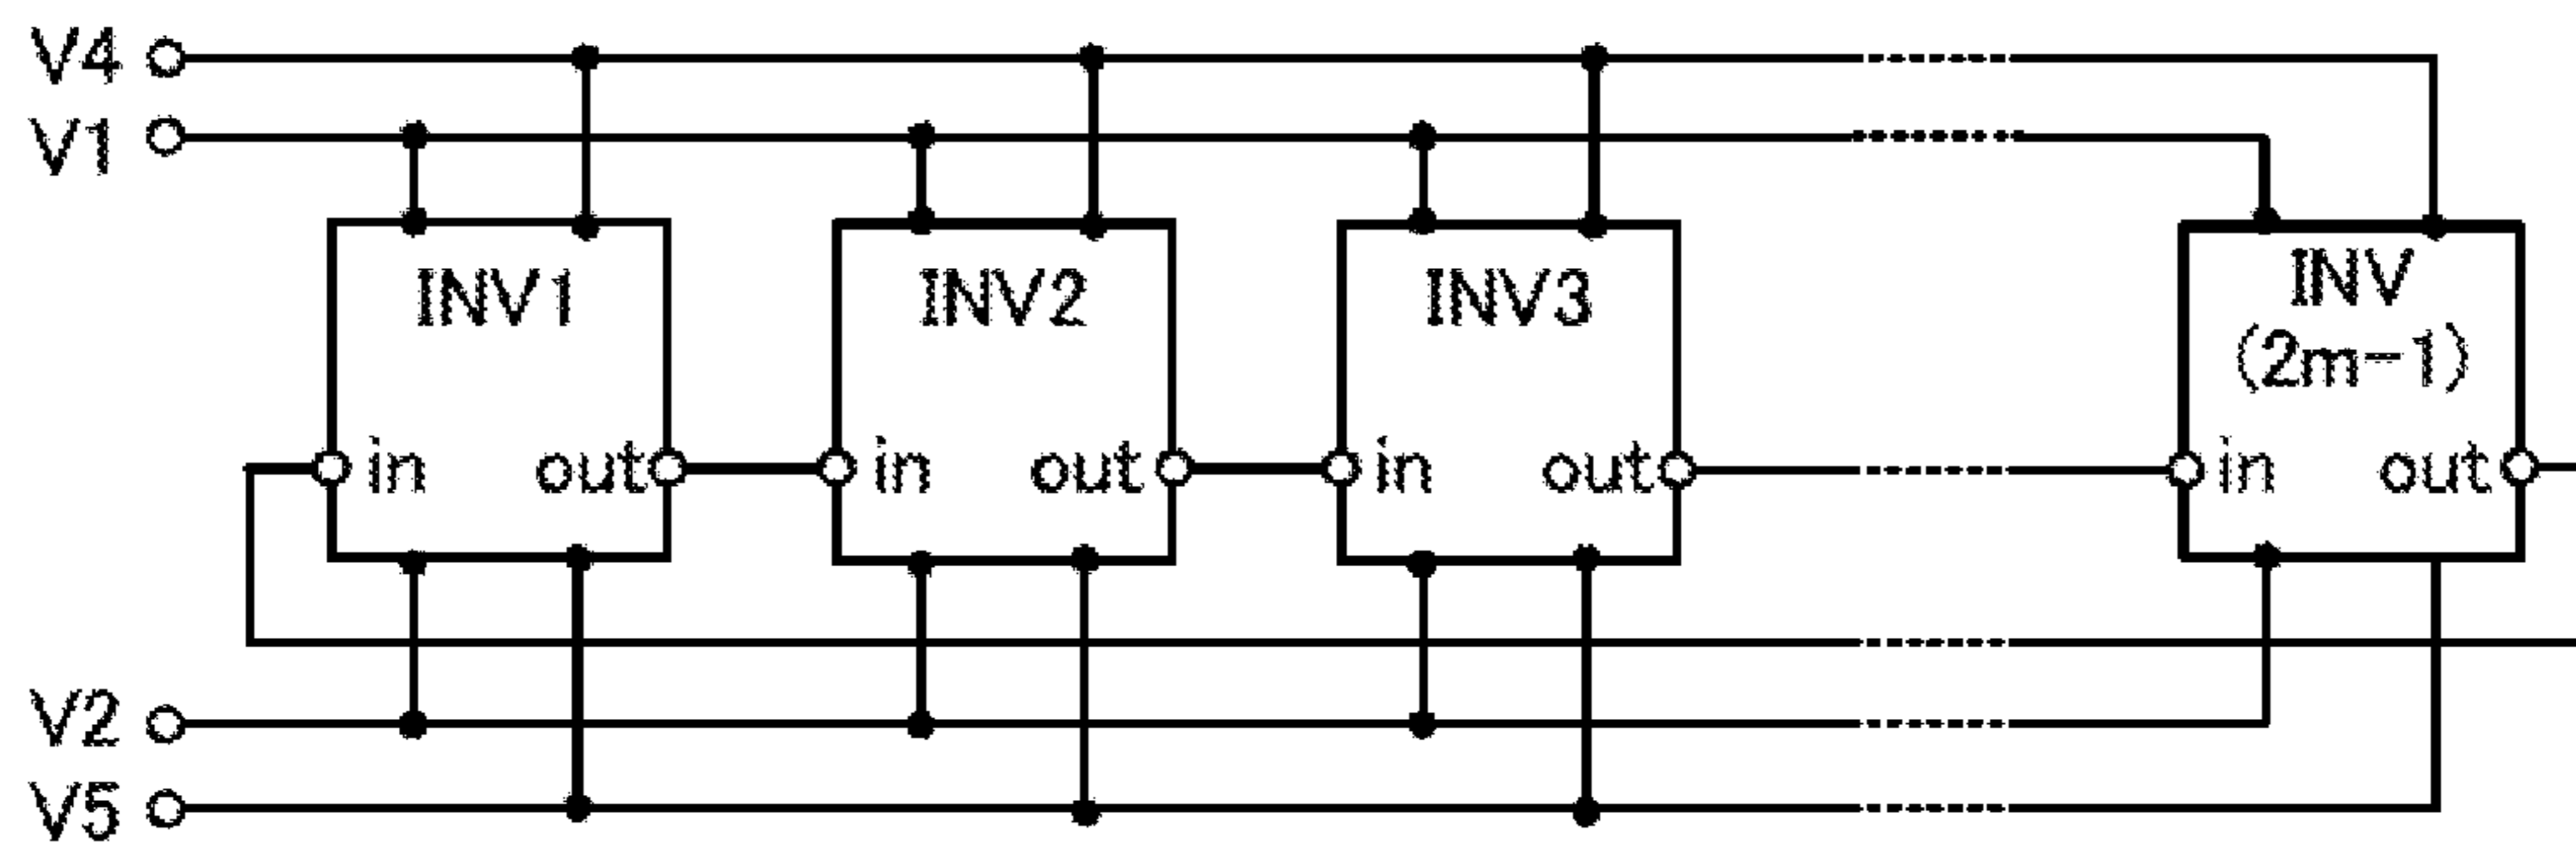 V4
V1
INV1
INV2
INV3
INV
(2m-1)
in out in out in out in out
V2
V5